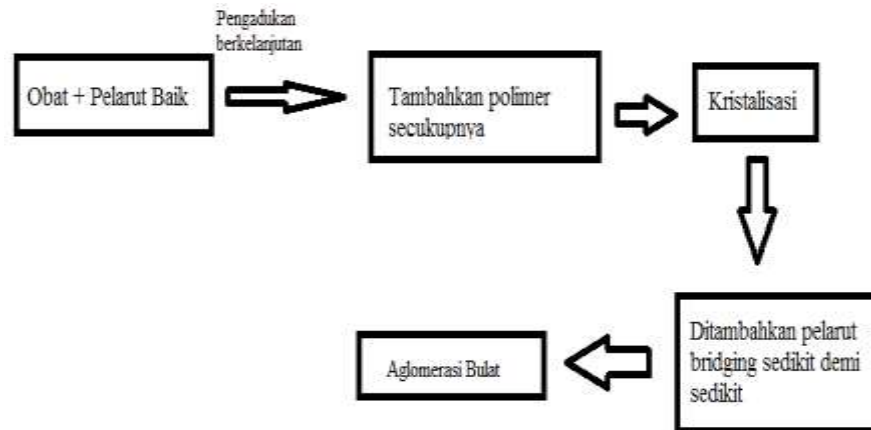 Pengadukan
berkelanjutan
Obat + Pelarut Baik
Tambahkan polimer
secukupnya
Kristalisasi
Ditambahkan pelarut
bridging sedikit demi
sedikit
Aglomerasi Bulat